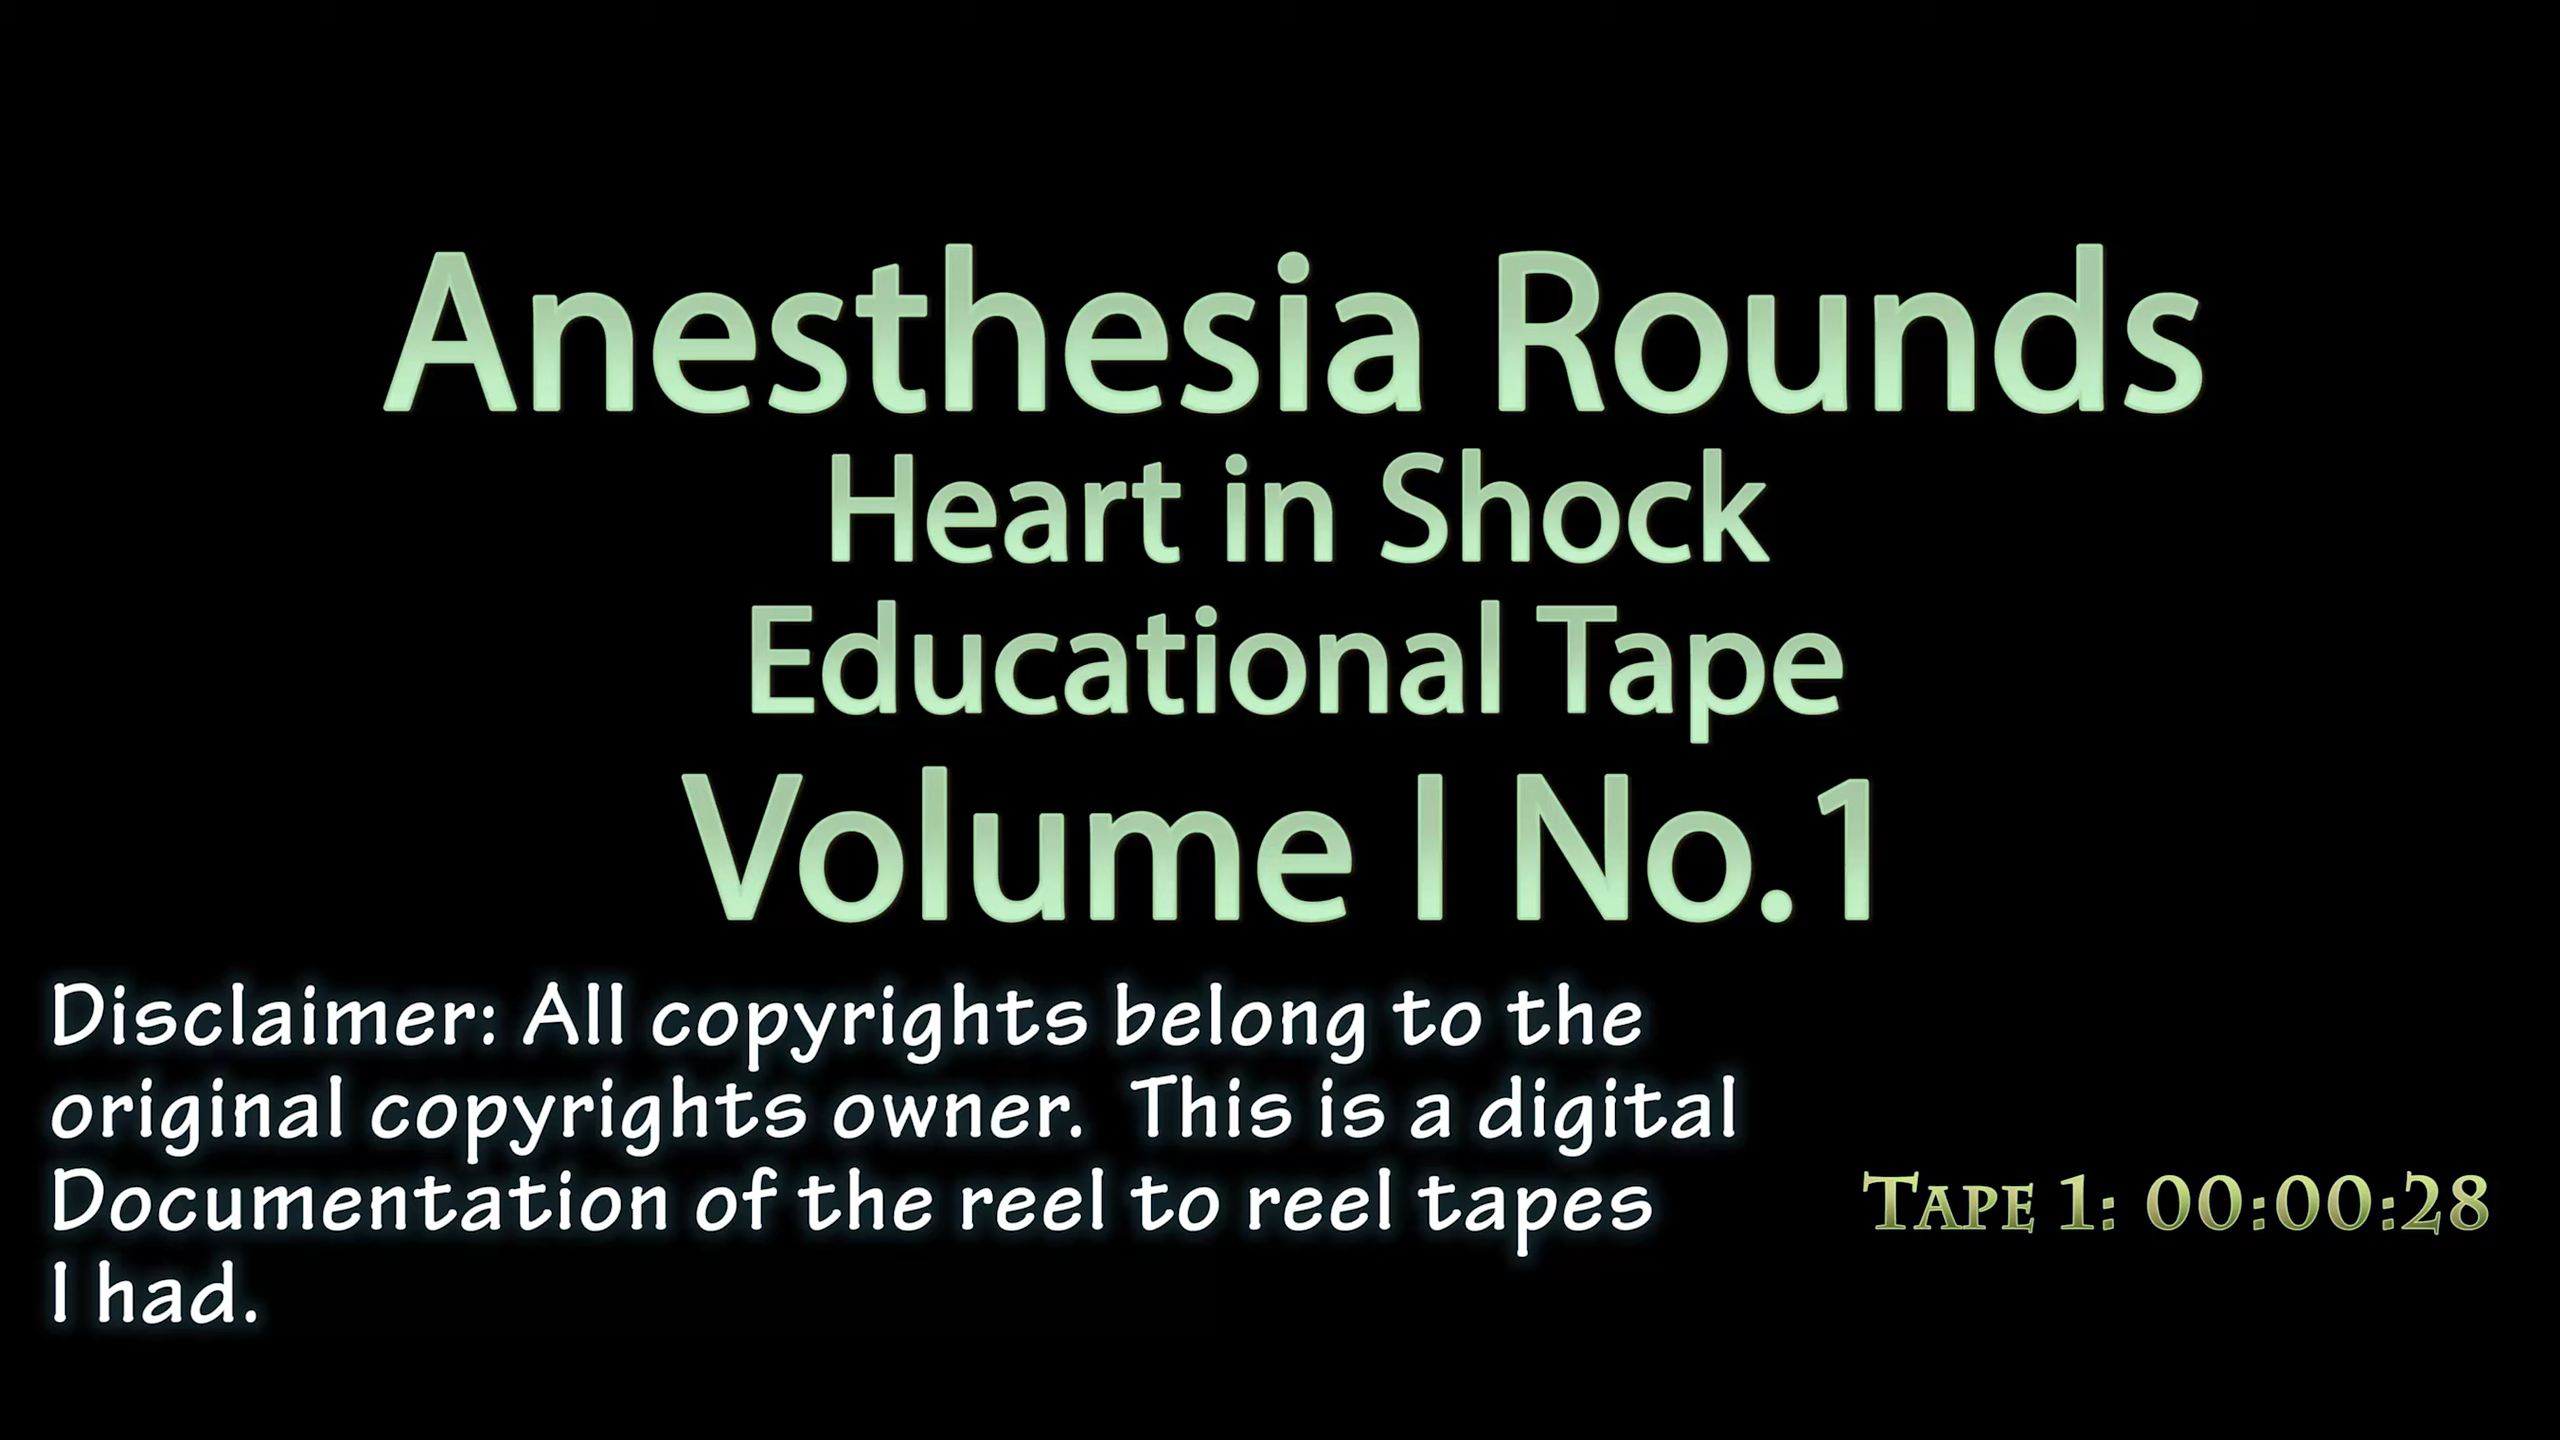 Anesthesia Rounds
Heart in Shock
Educational Tape
Volume I No.1
Disclaimer: All copyrights belong to the
original copyrights owner.  This is a digital
Documentation of the reel to reel tapes
I had.
Tape 1: 00:00:28